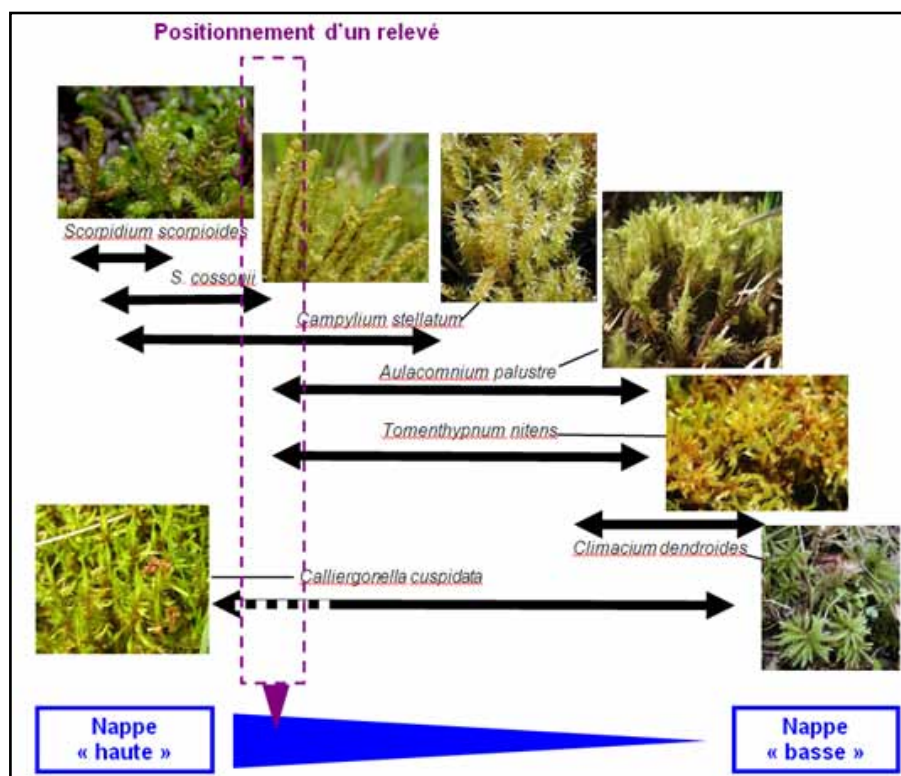 Positionnement d'un relevé
Scorpidium scorpioides
S. cossonii
Campylium stellatum
Aulacomnium palustre
Tomenthypnum nitens
Climacium dendroides
Calliergonella cuspidata
Nappe
« haute »
Nappe
« basse »